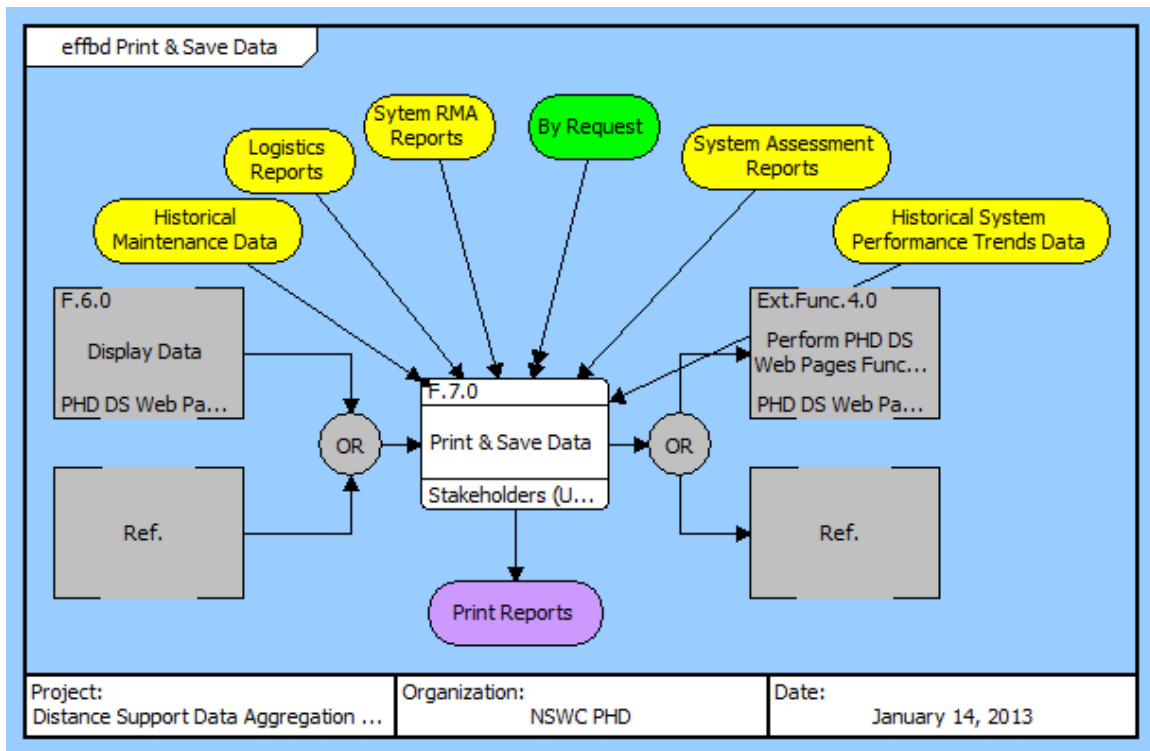 effbd Print & Save Data
Sytem RMA
Reports
By Request
Logistics
Reports
System Assessment
Reports
Historical
Maintenance Data
Historical System
Performance Trends Data
F.6.0
Display Data
PHD DS Web Pa...
Ext.Func.4.0
Perform PHD DS
Web Pages Func...
PHD DS Web Pa...
F.7.0
OR
Print & Save Data
OR
Stakeholders (U...
Ref.
Ref.
Print Reports
Project:
Distance Support Data Aggregation ...
Organization:
NSWC PHD
Date:
January 14, 2013